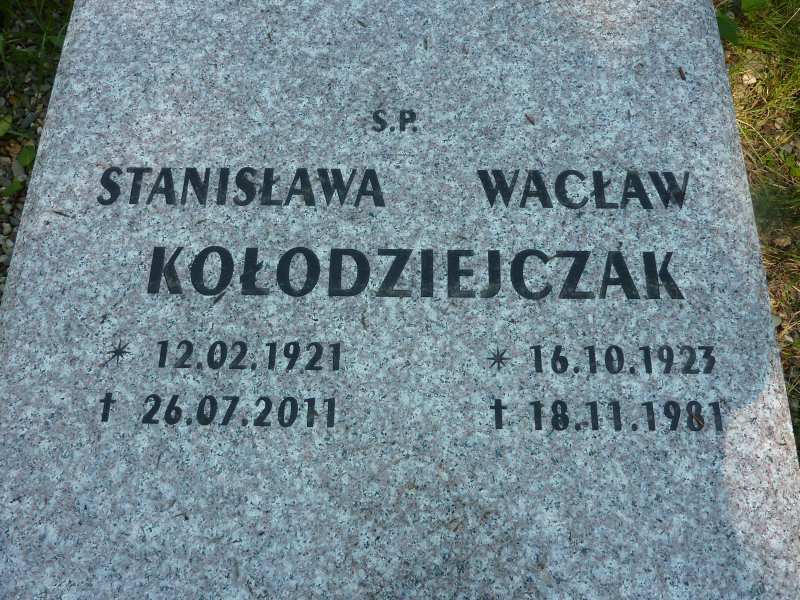 S.P.
STANISŁAWA WACŁAW
KOŁODZIEJCZAK
* 12.02.1921 * 16.10.1923
† 26.07.2011 † 18.11.1981